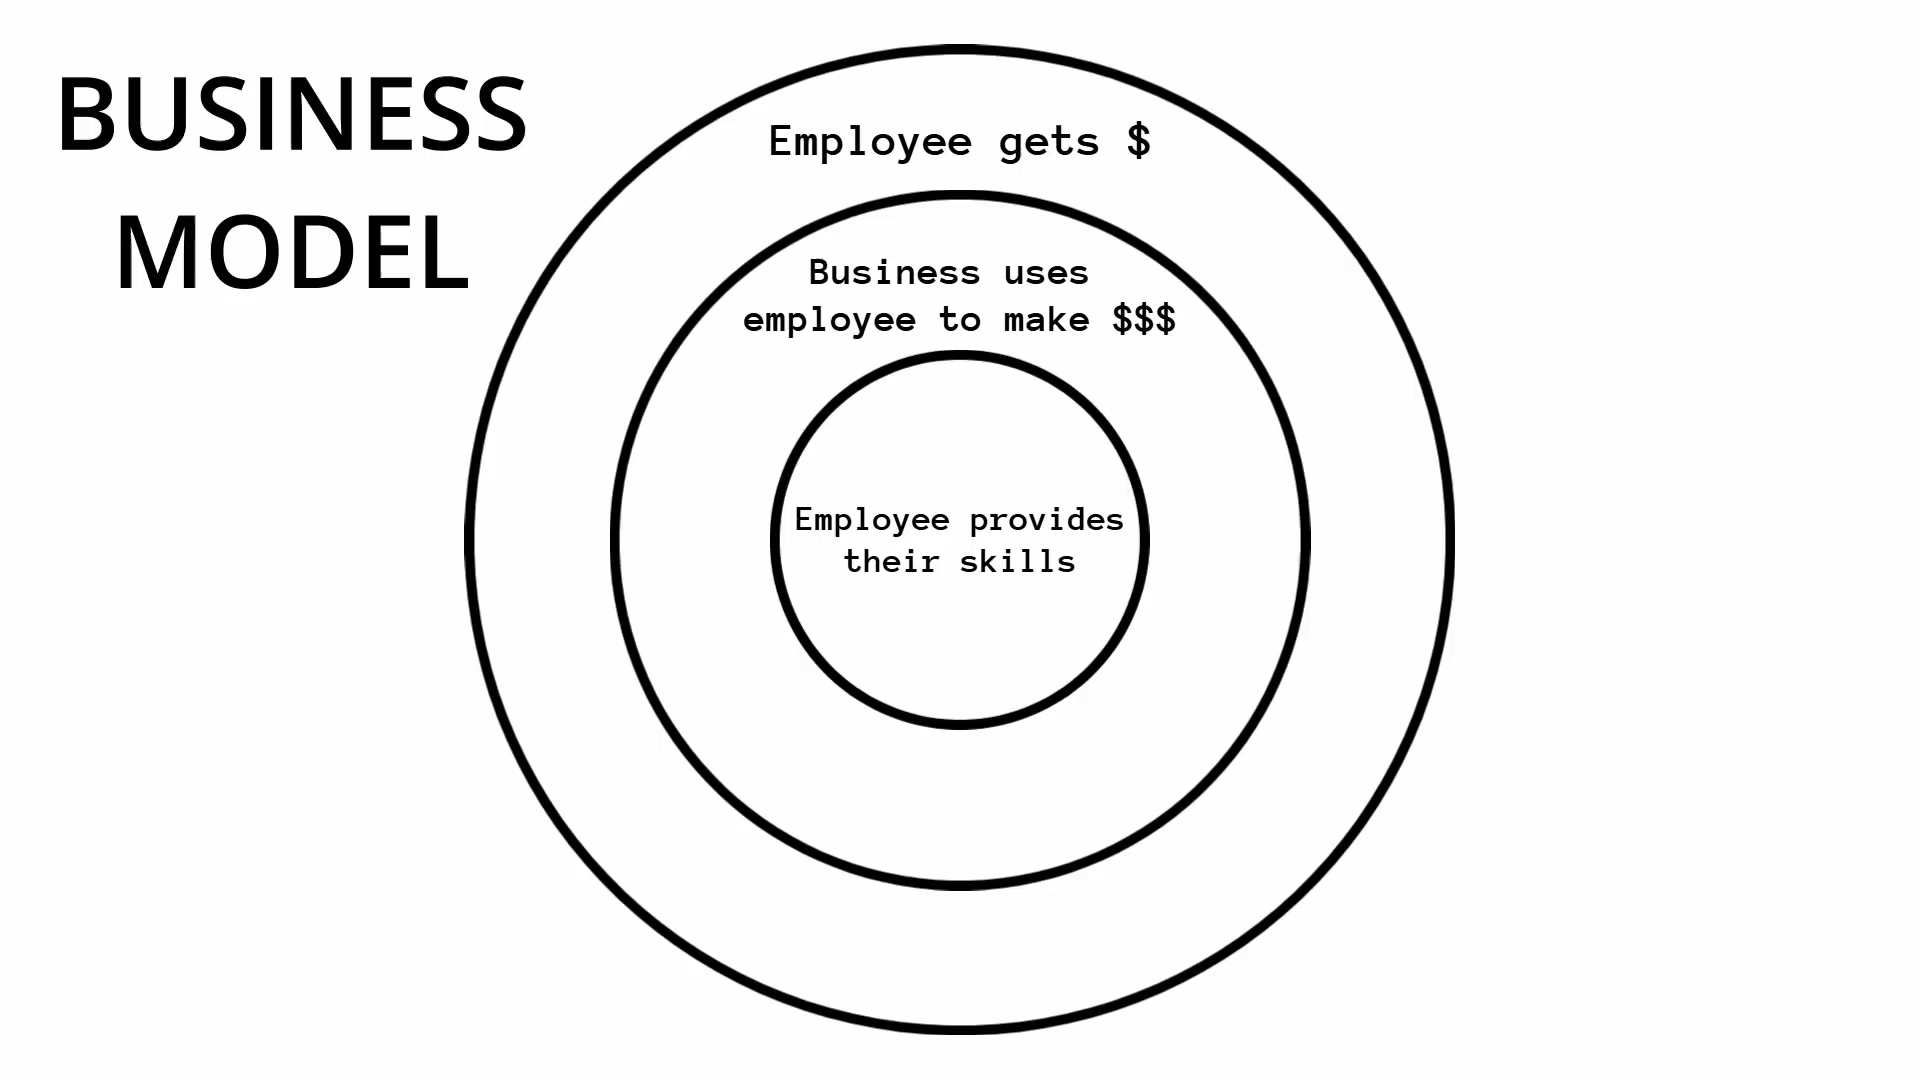 BUSINESS
MODEL
Employee gets $
Business uses
employee to make $$$
Employee provides
their skills